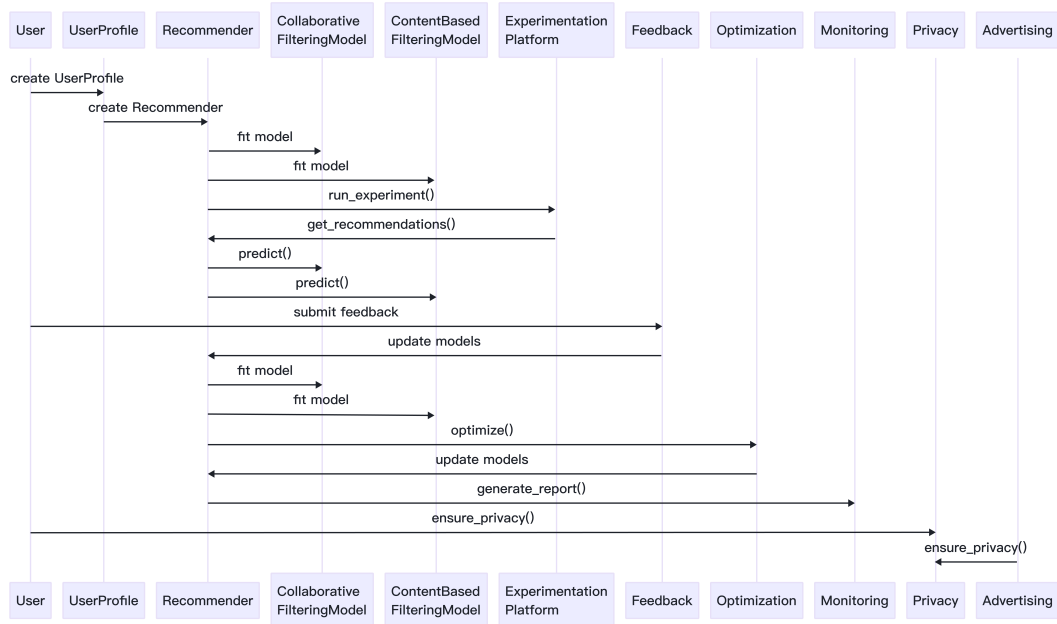 User
UserProfile
Recommender
Collaborative
FilteringModel
ContentBased
FilteringModel
Experimentation
Platform
Feedback
Optimization
Monitoring
Privacy
Advertising
create UserProfile
create Recommender
fit model
fit model
run_experiment()
get_recommendations()
predict()
predict()
submit feedback
update models
fit model
fit model
optimize()
update models
generate_report()
ensure_privacy()
ensure_privacy()
User
UserProfile
Recommender
Collaborative
FilteringModel
ContentBased
FilteringModel
Experimentation
Platform
Feedback
Optimization
Monitoring
Privacy
Advertising